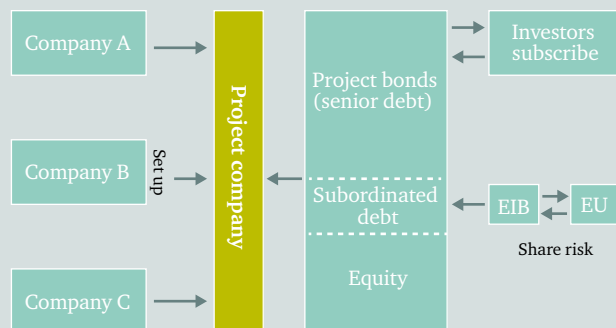 Company A
Company B
Company C
Set up
Project company
Project bonds
(senior debt)
Subordinated
debt
Equity
Investors
subscribe
EIB
EU
Share risk